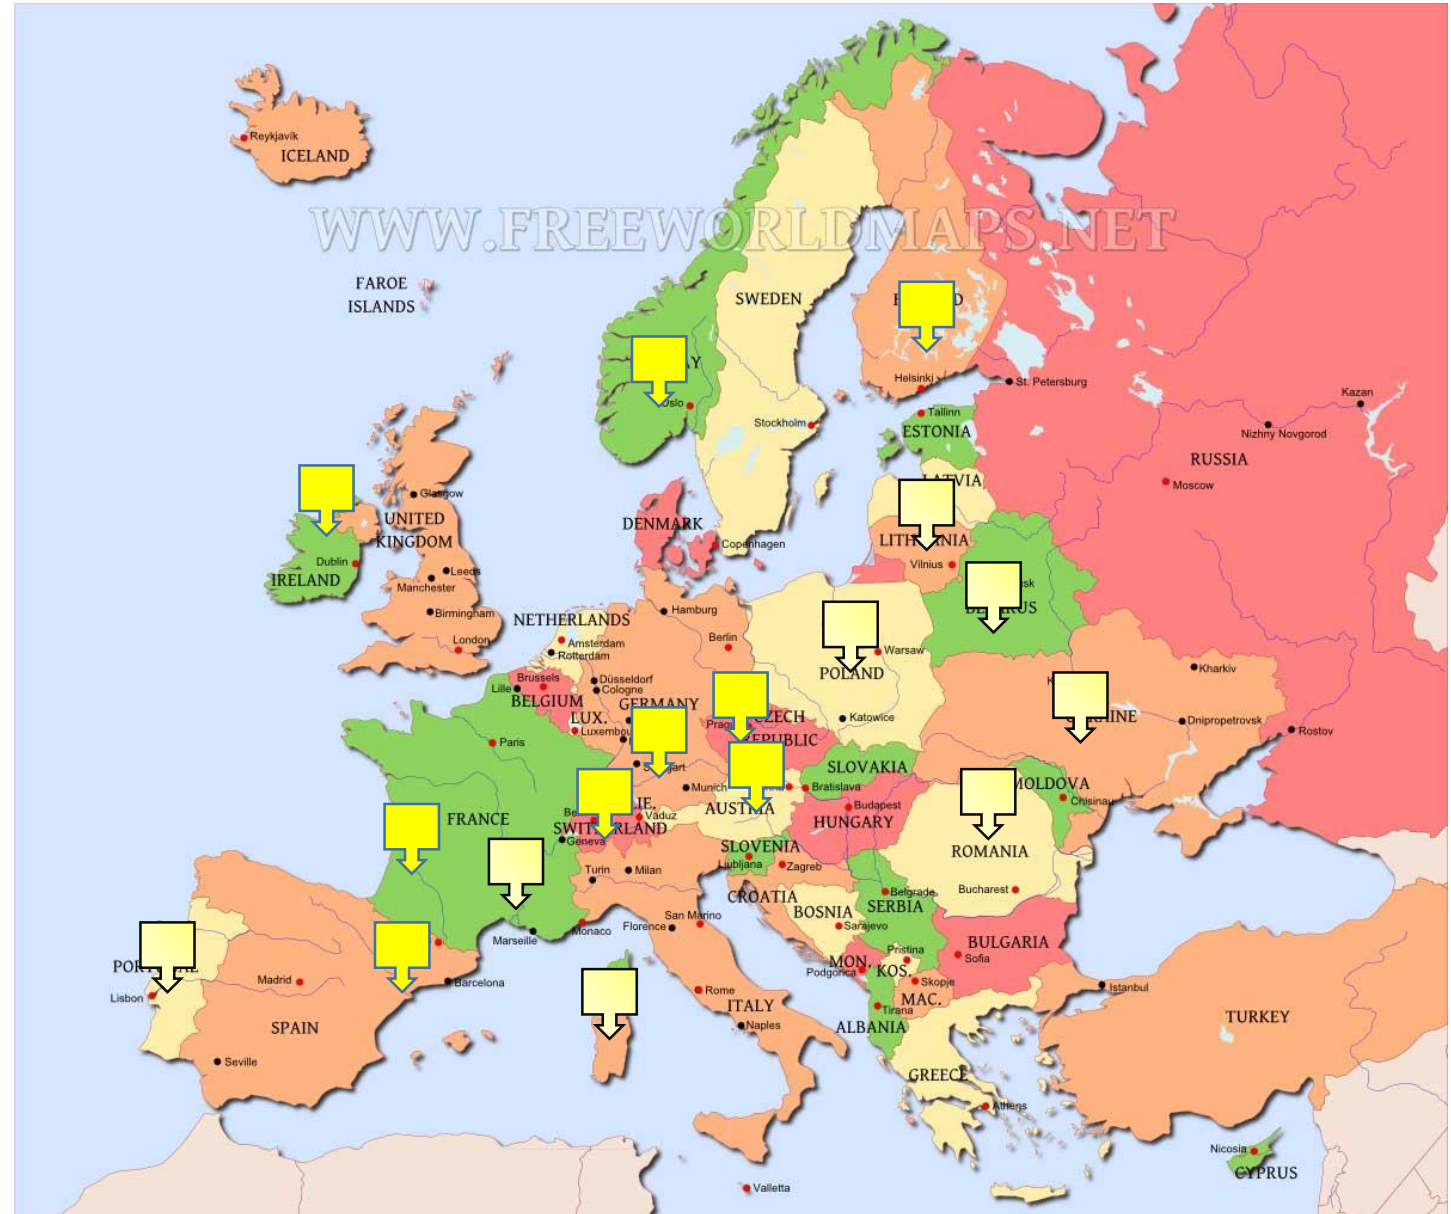 Reykjavík
ICELAND
WWW.FREEWORLDMAPS.NET
FAROE
ISLANDS
SWEDEN
Helsinki
St. Petersburg
Kazan
Oslo
Tallinn
Stockholm
ESTONIA
Nizhny Novgorod
RUSSIA
Moscow
LATVIA
Glasgow
UNITED
KINGDOM
DENMARK
Copenhagen
Dublin
IRELAND
Leeds
Manchester
Birmingham
London
Vilnius
Hamburg
NETHERLANDS
Amsterdam
Rotterdam
Berlin
Warsaw
POLAND
Kharkiv
Brussels
Lille
BELGIUM
Düsseldorf
Cologne
GERMANY
LUX.
CZECH
REPUBLIC
Katowice
Dnipropetrovsk
Rostov
Paris
SLOVAKIA
Bratislava
Munich
MOLDOVA
Chisinau
LIE.
Vaduz
AUSTRIA
Budapest
HUNGARY
FRANCE
Geneva
SLOVENIA
Ljubljana
Zagreb
ROMANIA
Turin
Milan
Bucharest
CROATIA
BOSNIA
Belgrade
SERBIA
San Marino
Sarajevo
Florence
Monaco
Marseille
BULGARIA
Sofia
Pristina
MON.
KOS.
Podgorica
Skopje
MAC.
Madrid
Barcelona
Lisbon
Istanbul
Rome
ITALY
Tirana
ALBANIA
Naples
SPAIN
TURKEY
Seville
GREECE
Athens
Nicosia
CYPRUS
Valletta